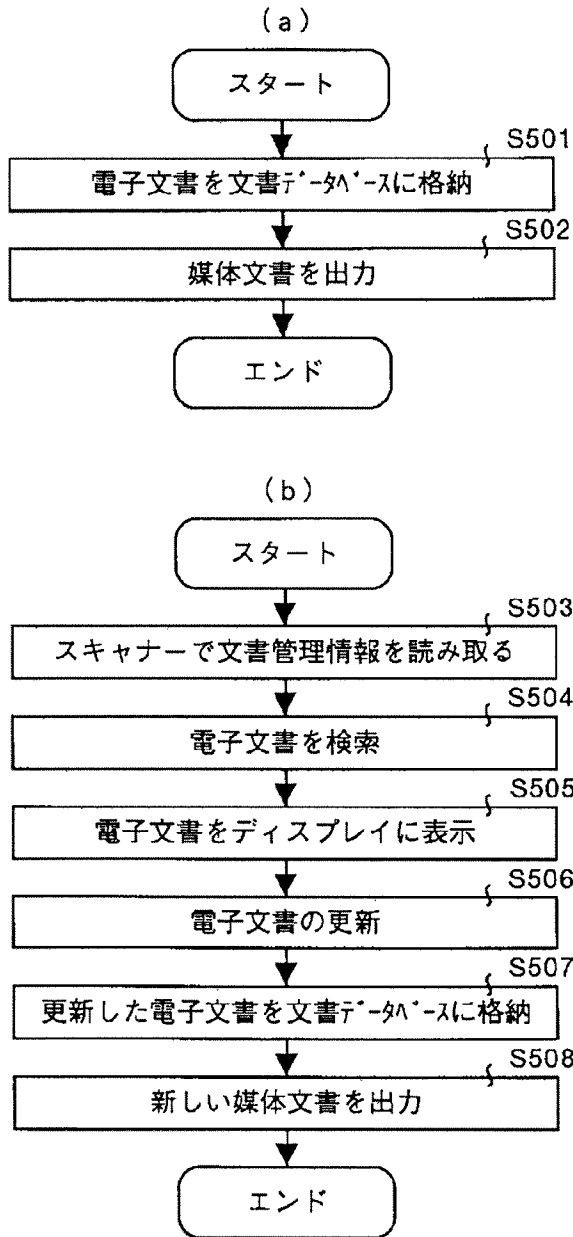 (a)
スタート
S501
電子文書を文書ﾃﾞｰﾀﾍﾞｰｽに格納
S502
媒体文書を出力
エンド
(b)
スタート
S503
スキャナーで文書管理情報を読み取る
S504
電子文書を検索
S505
電子文書をディスプレイに表示
S506
電子文書の更新
S507
更新した電子文書を文書ﾃﾞｰﾀﾍﾞｰｽに格納
S508
新しい媒体文書を出力
エンド